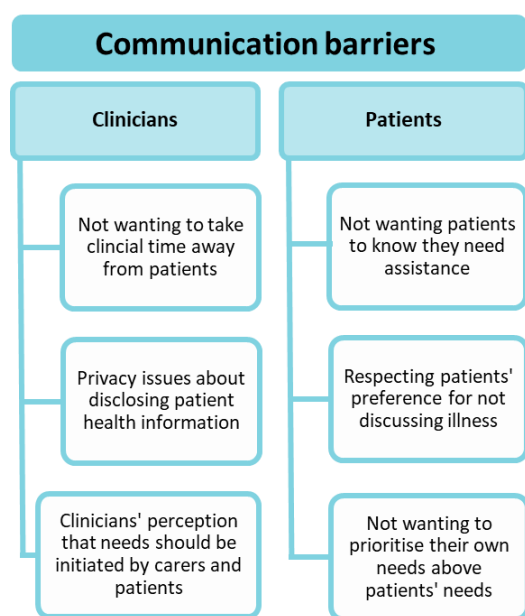 Communication barriers
Clinicians
Not wanting to take
clincial time away
from patients
Privacy issues about
disclosing patient
health information
Clinicians' perception
that needs should be
initiated by carers and
patients
Patients
Not wanting patients
to know they need
assistance
Respecting patients'
preference for not
discussing illness
Not wanting to
prioritise their own
needs above
patients' needs